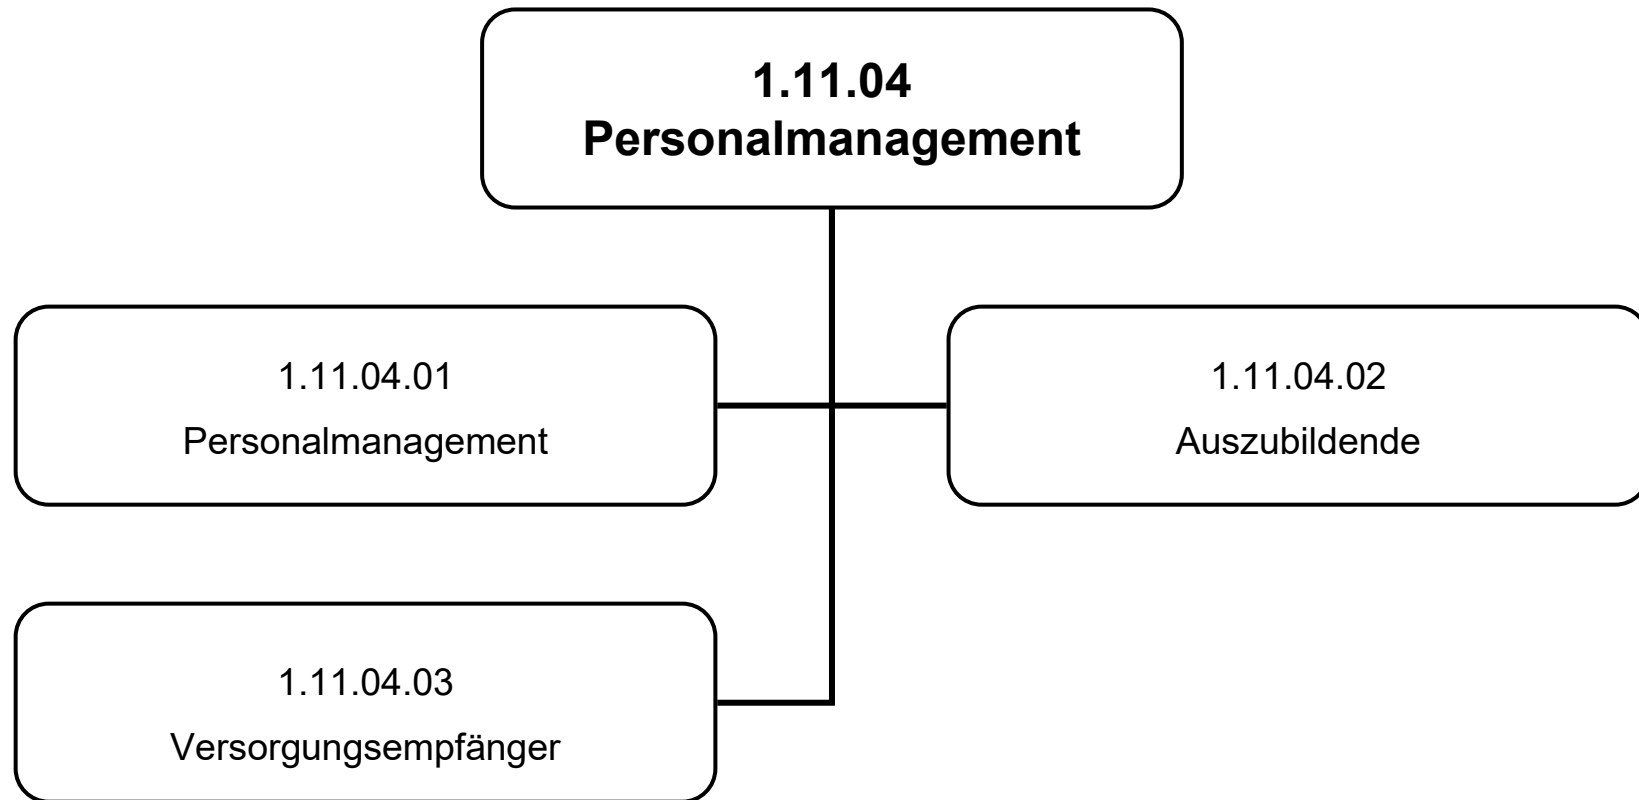 1.11.04
Personalmanagement
1.11.04.01
Personalmanagement
1.11.04.02
Auszubildende
1.11.04.03
Versorgungsempfänger